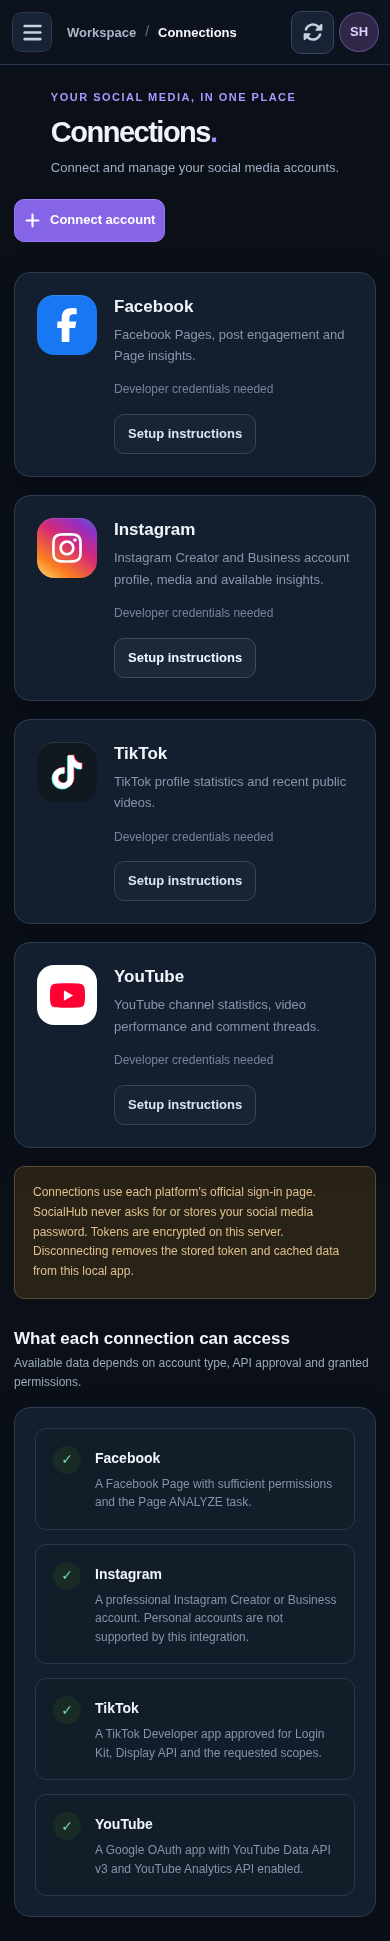 Workspace / Connections
SH
YOUR SOCIAL MEDIA, IN ONE PLACE
Connections.
Connect and manage your social media accounts.
Connect account
Facebook
Facebook Pages, post engagement and
Page insights.
Developer credentials needed
Setup instructions
Instagram
Instagram Creator and Business account
profile, media and available insights.
Developer credentials needed
Setup instructions
TikTok
TikTok profile statistics and recent public
videos.
Developer credentials needed
Setup instructions
YouTube
YouTube channel statistics, video
performance and comment threads.
Developer credentials needed
Setup instructions
Connections use each platform's official sign-in page.
SocialHub never asks for or stores your social media
password. Tokens are encrypted on this server.
Disconnecting removes the stored token and cached data
from this local app.
What each connection can access
Available data depends on account type, API approval and granted
permissions.
✓ Facebook
A Facebook Page with sufficient permissions
and the Page ANALYZE task.
✓ Instagram
A professional Instagram Creator or Business
account. Personal accounts are not
supported by this integration.
✓ TikTok
A TikTok Developer app approved for Login
Kit, Display API and the requested scopes.
✓ YouTube
A Google OAuth app with YouTube Data API
v3 and YouTube Analytics API enabled.